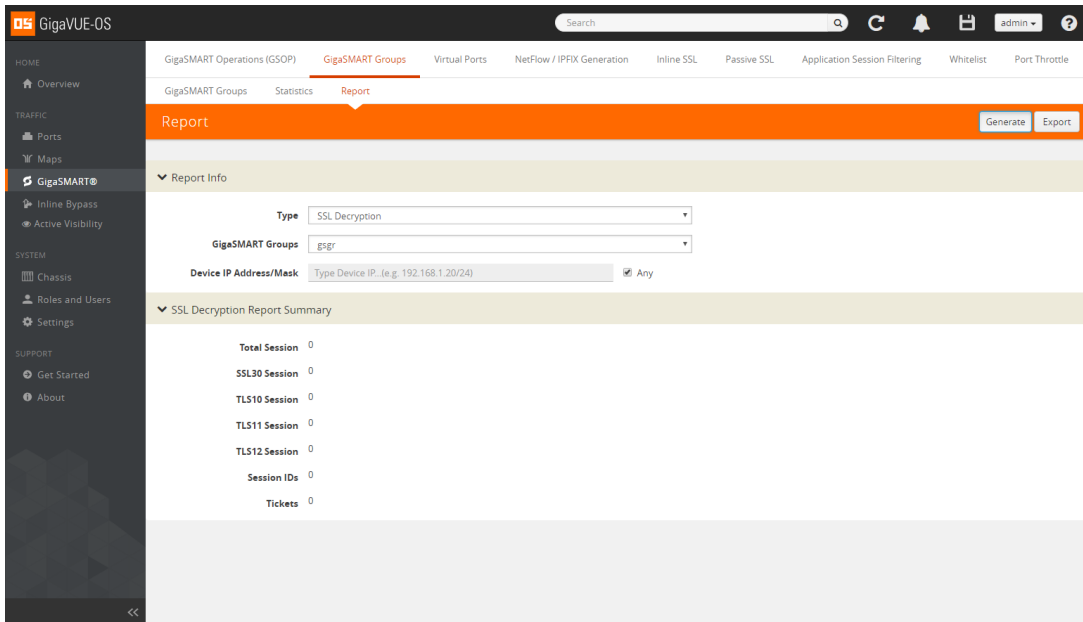 OS GigaVUE-OS
Search
admin
HOME
Overview
TRAFFIC
Ports
Maps
GigaSMART®
Inline Bypass
Active Visibility
SYSTEM
Chassis
Roles and Users
Settings
SUPPORT
Get Started
About
GigaSMART Operations (GSOP) GigaSMART Groups Virtual Ports NetFlow / IPFIX Generation Inline SSL Passive SSL Application Session Filtering Whitelist Port Throttle
GigaSMART Groups Statistics Report
Report Generate Export
Report Info
Type SSL Decryption
GigaSMART Groups gsgr
Device IP Address/Mask Type Device IP...(e.g. 192.168.1.20/24) Any
SSL Decryption Report Summary
Total Session 0
SSL30 Session 0
TLS10 Session 0
TLS11 Session 0
TLS12 Session 0
Session IDs 0
Tickets 0